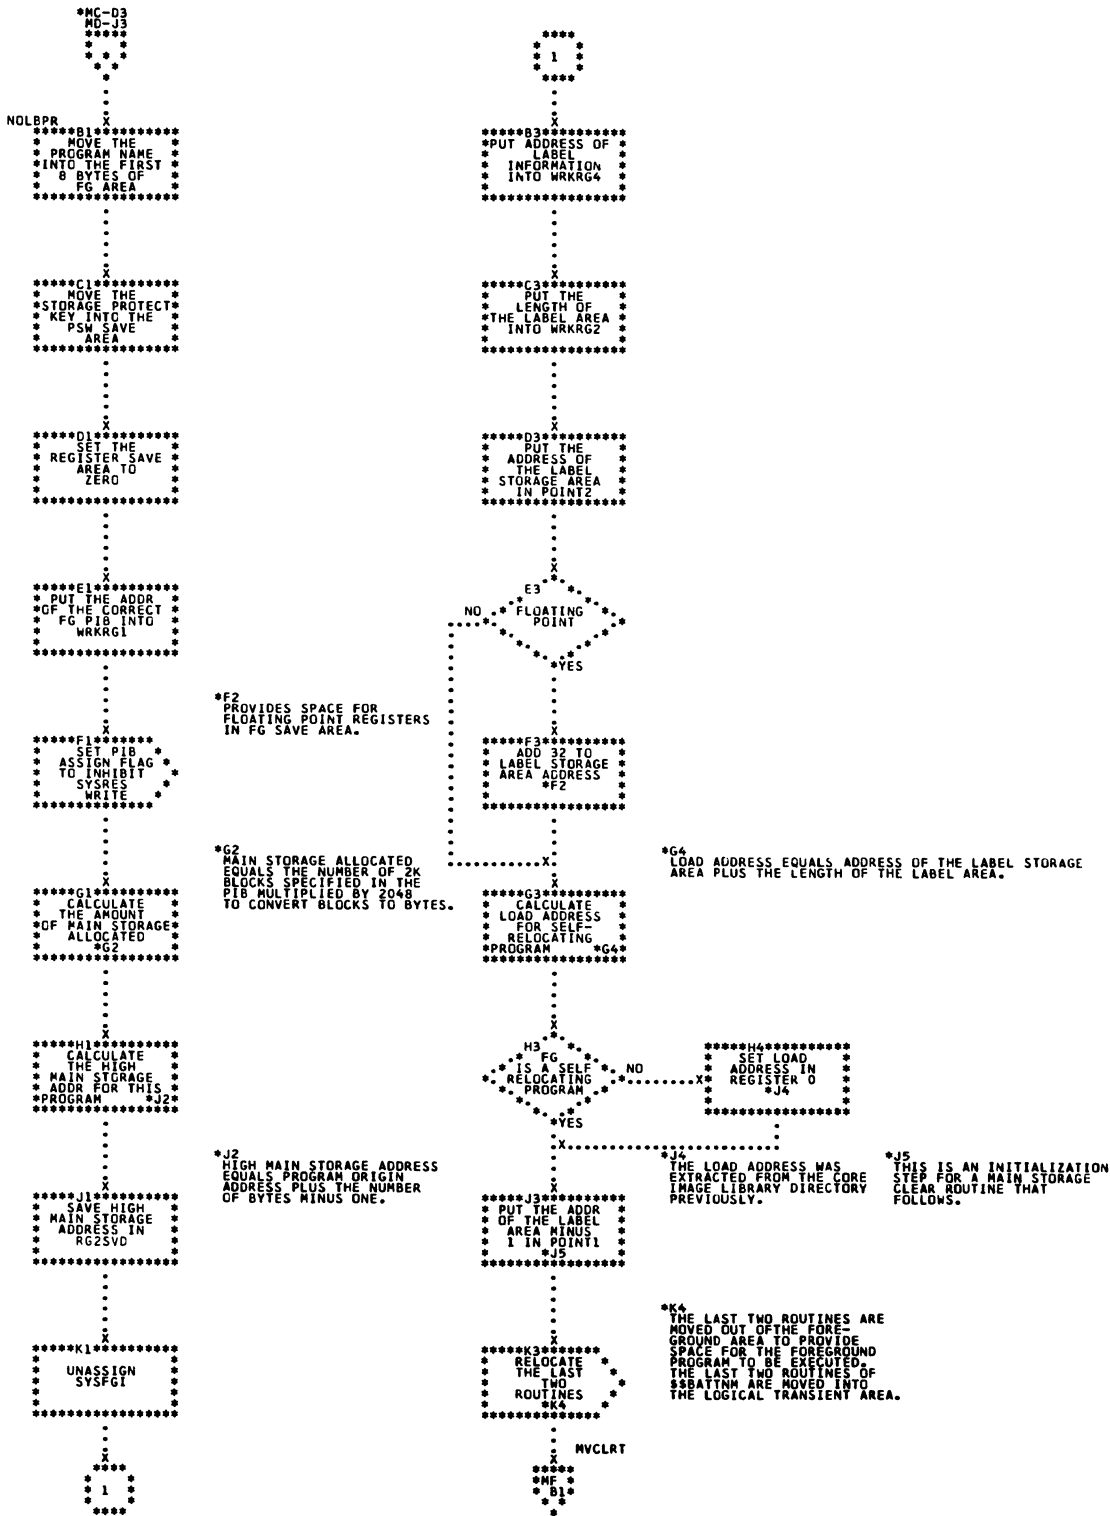 *MC-D3
MD-J3
NOLBPR
B1
MOVE THE
PROGRAM NAME
INTO THE FIRST
8 BYTES OF
FG AREA
C1
MOVE THE
STORAGE PROTECT
KEY INTO THE
PSW SAVE
AREA
D1
SET THE
REGISTER SAVE
AREA TO
ZERO
E1
PUT THE ADDR
OF THE CORRECT
FG PIB INTO
WRKRG1
F1
SET PIB
ASSIGN FLAG
TO INHIBIT
SYSRES
WRITE
G1
CALCULATE
THE AMOUNT
OF MAIN STORAGE
ALLOCATED
*G2
H1
CALCULATE
THE HIGH
MAIN STORAGE
ADDR FOR THIS
PROGRAM *J2
J1
SAVE HIGH
MAIN STORAGE
ADDRESS IN
RG2SVD
K1
UNASSIGN
SYSFGI
1
*F2
PROVIDES SPACE FOR
FLOATING POINT REGISTERS
IN FG SAVE AREA.
*G2
MAIN STORAGE ALLOCATED
EQUALS THE NUMBER OF 2K
BLOCKS SPECIFIED IN THE
PIB MULTIPLIED BY 2048
TO CONVERT BLOCKS TO BYTES.
*J2
HIGH MAIN STORAGE ADDRESS
EQUALS PROGRAM ORIGIN
ADDRESS PLUS THE NUMBER
OF BYTES MINUS ONE.
1
B3
PUT ADDRESS OF
LABEL
INFORMATION
INTO WRKRG4
C3
PUT THE
LENGTH OF
THE LABEL AREA
INTO WRKRG2
D3
PUT THE
ADDRESS OF
THE LABEL
STORAGE AREA
IN POINT2
E3
NO
FLOATING
POINT
YES
F3
ADD 32 TO
LABEL STORAGE
AREA ADDRESS
*F2
G3
CALCULATE
LOAD ADDRESS
FOR SELF-
RELOCATING
PROGRAM *G4
H3
FG
IS A SELF
RELOCATING
PROGRAM
NO
YES
H4
SET LOAD
ADDRESS IN
REGISTER 0
*J4
J3
PUT THE ADDR
OF THE LABEL
AREA MINUS
1 IN POINT1
*J5
K3
RELOCATE
THE LAST
TWO
ROUTINES
*K4
MVCLRT
MF
B1
*G4
LOAD ADDRESS EQUALS ADDRESS OF THE LABEL STORAGE
AREA PLUS THE LENGTH OF THE LABEL AREA.
*J4
THE LOAD ADDRESS WAS
EXTRACTED FROM THE CORE
IMAGE LIBRARY DIRECTORY
PREVIOUSLY.
*J5
THIS IS AN INITIALIZATION
STEP FOR A MAIN STORAGE
CLEAR ROUTINE THAT
FOLLOWS.
*K4
THE LAST TWO ROUTINES ARE
MOVED OUT OFTHE FORE-
GROUND AREA TO PROVIDE
SPACE FOR THE FOREGROUND
PROGRAM TO BE EXECUTED.
THE LAST TWO ROUTINES OF
$$BATTNM ARE MOVED INTO
THE LOGICAL TRANSIENT AREA.